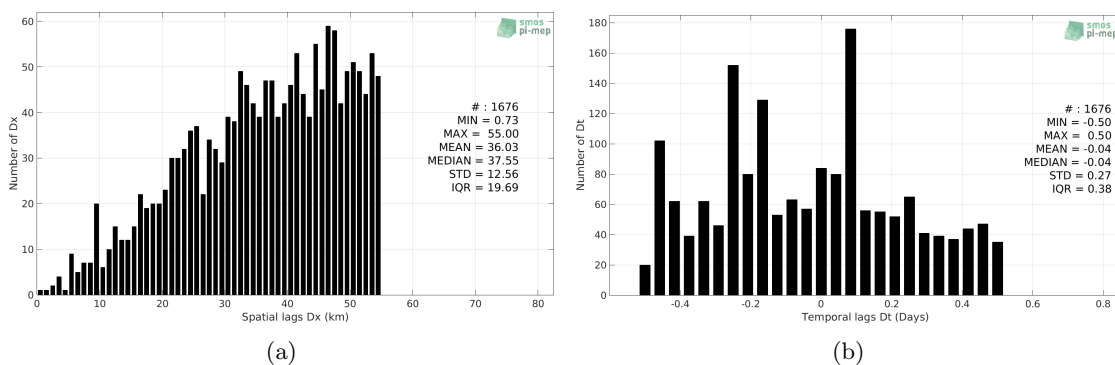 60
50
40
30
20
10
0
0 10 20 30 40 50 60 70 80
Number of Dx
Spatial lags Dx (km)
smos
pi-mep
# : 1676
MIN = 0.73
MAX = 55.00
MEAN = 36.03
MEDIAN = 37.55
STD = 12.56
IQR = 19.69
(a)
180
160
140
120
100
80
60
40
20
0
-0.4 -0.2 0 0.2 0.4 0.6 0.8
Number of Dt
Temporal lags Dt (Days)
smos
pi-mep
# : 1676
MIN = -0.50
MAX = 0.50
MEAN = -0.04
MEDIAN = -0.04
STD = 0.27
IQR = 0.38
(b)